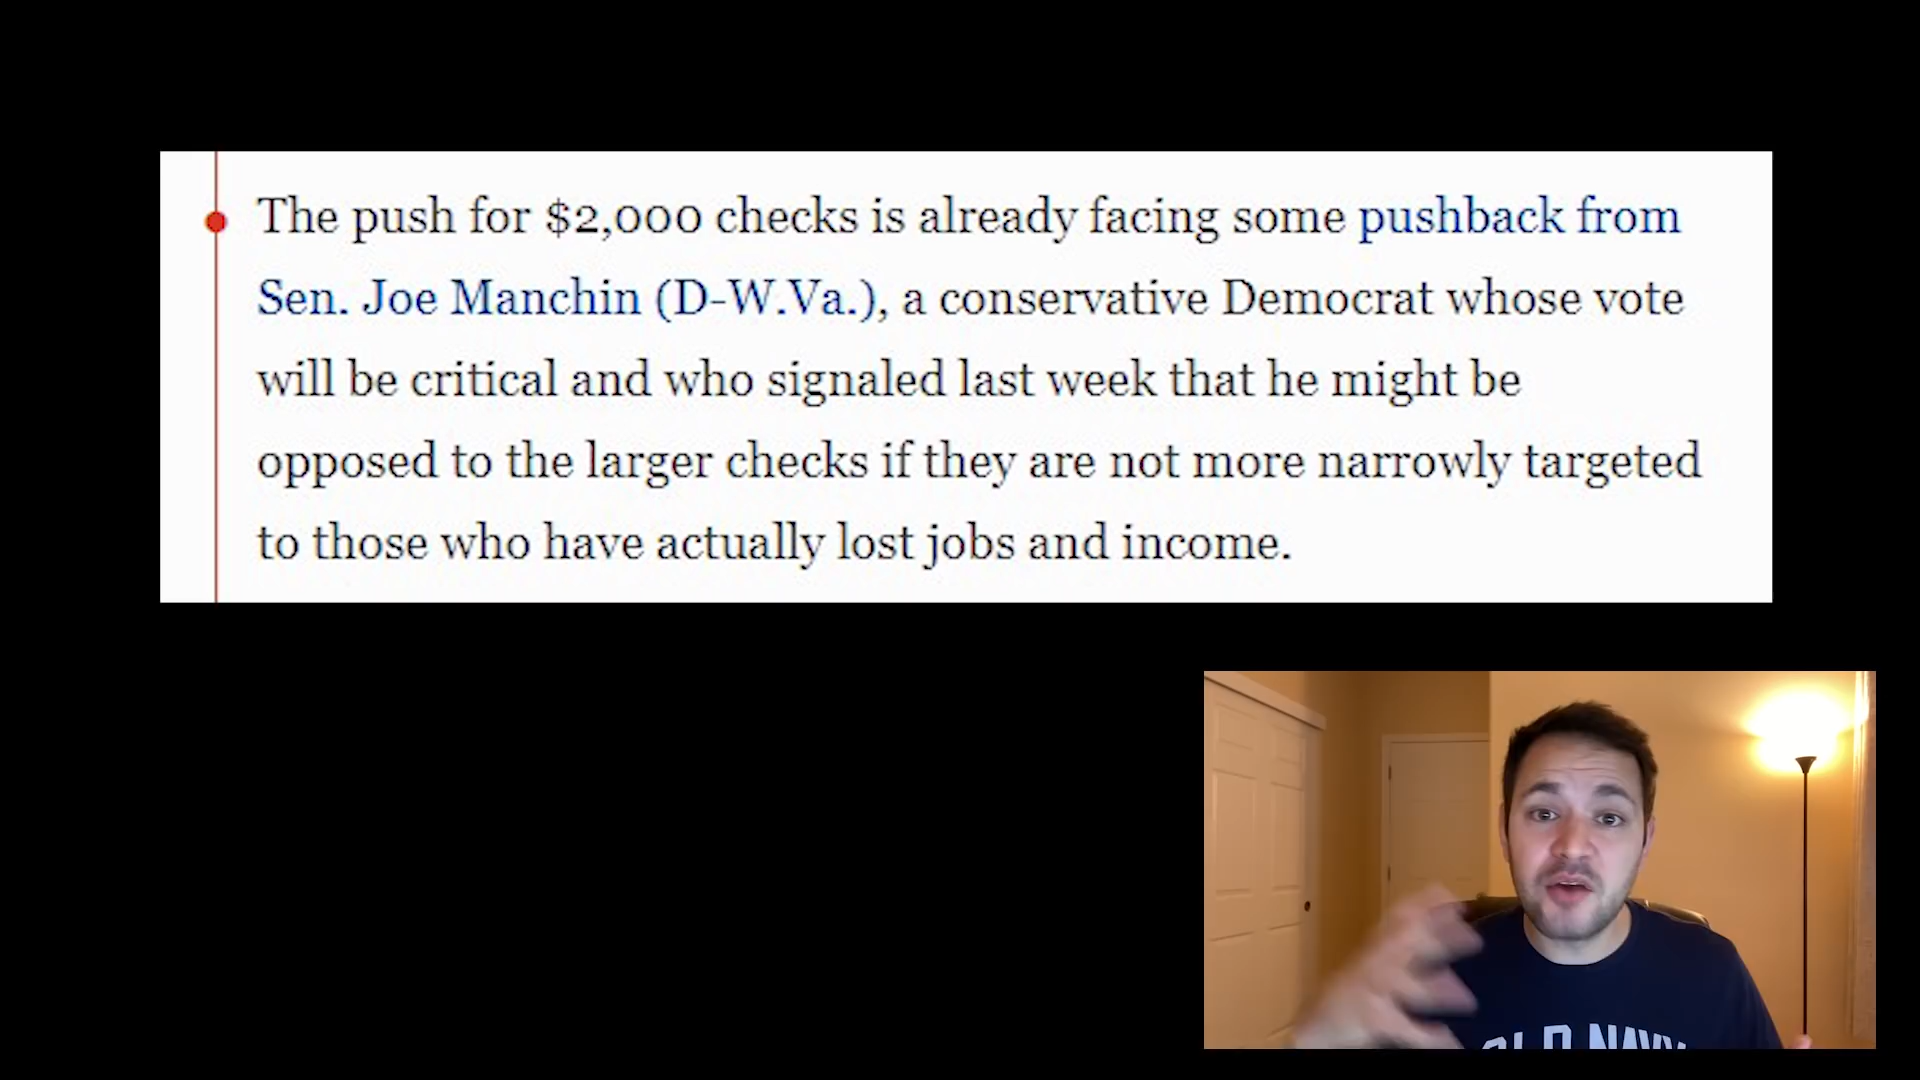 The push for $2,000 checks is already facing some pushback from
Sen. Joe Manchin (D-W.Va.), a conservative Democrat whose vote
will be critical and who signaled last week that he might be
opposed to the larger checks if they are not more narrowly targeted
to those who have actually lost jobs and income.
OLD NAVY